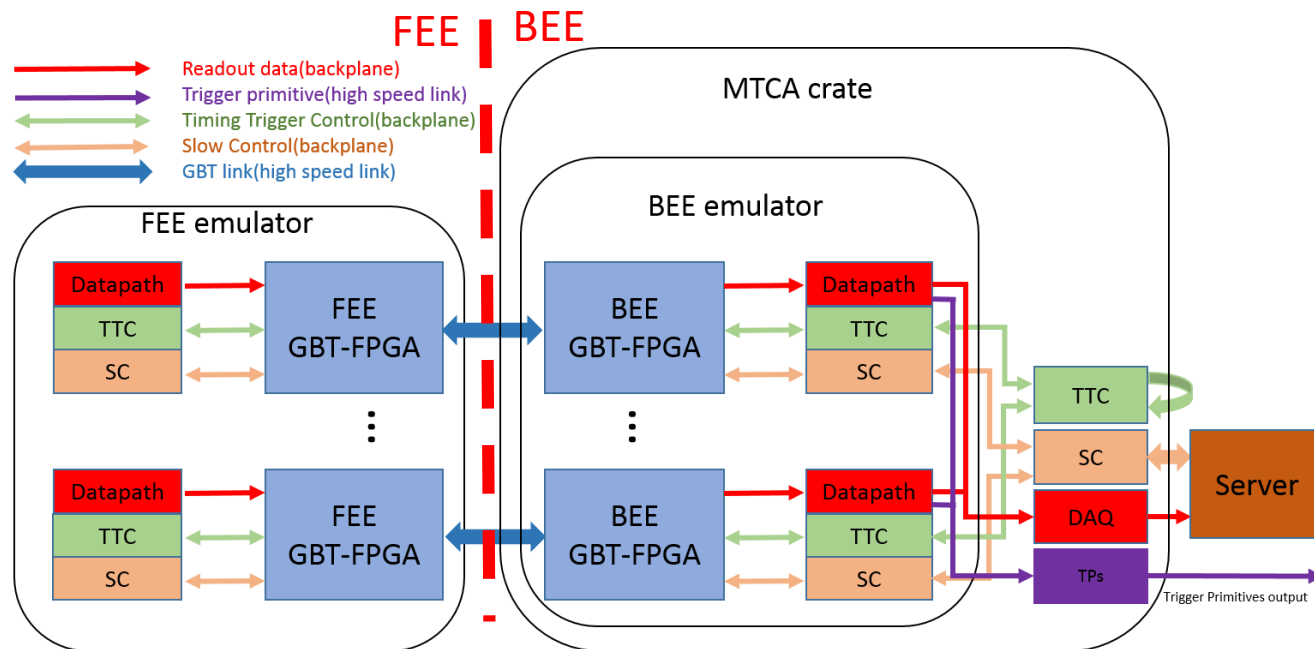 FEE
BEE
Readout data(backplane)
Trigger primitive(high speed link)
Timing Trigger Control(backplane)
Slow Control(backplane)
GBT link(high speed link)
MTCA crate
FEE emulator
BEE emulator
Datapath
TTC
SC
FEE
GBT-FPGA
BEE
GBT-FPGA
Datapath
TTC
SC
...
...
Datapath
TTC
SC
FEE
GBT-FPGA
BEE
GBT-FPGA
Datapath
TTC
SC
TTC
SC
DAQ
TPs
Server
Trigger Primitives output